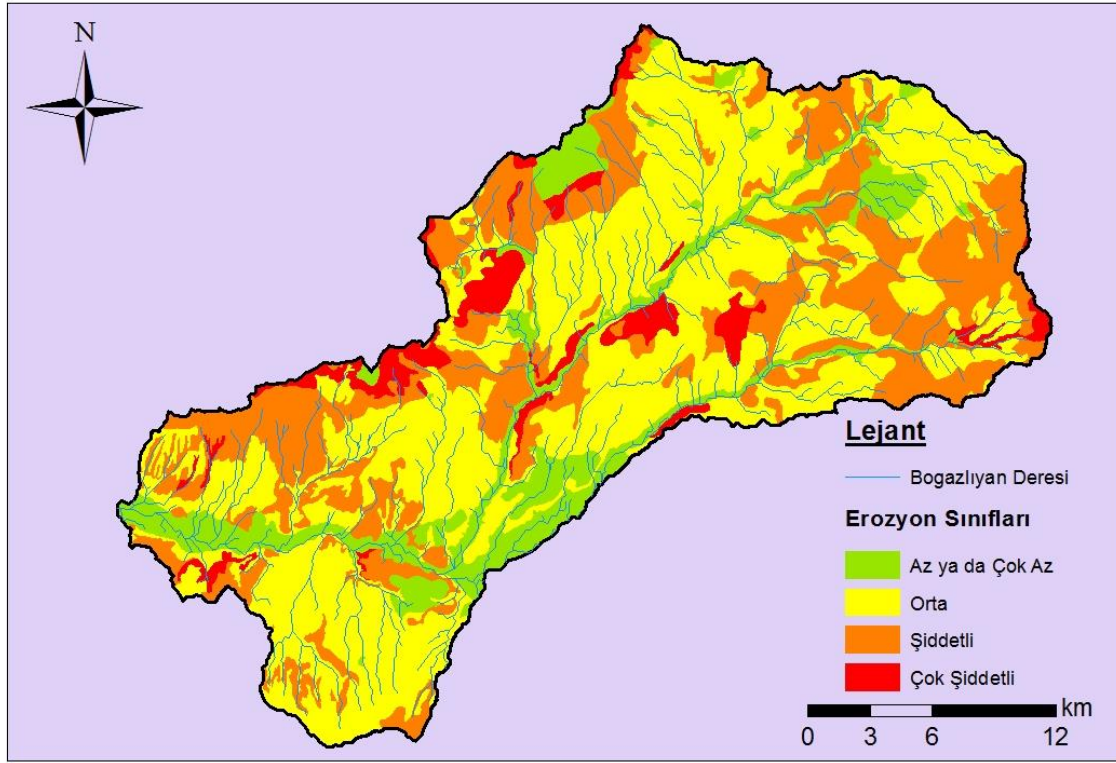 N
Lejant
Bogazlıyan Deresi
Erozyon Sınıfları
Az ya da Çok Az
Orta
Şiddetli
Çok Şiddetli
km
0 3 6 12